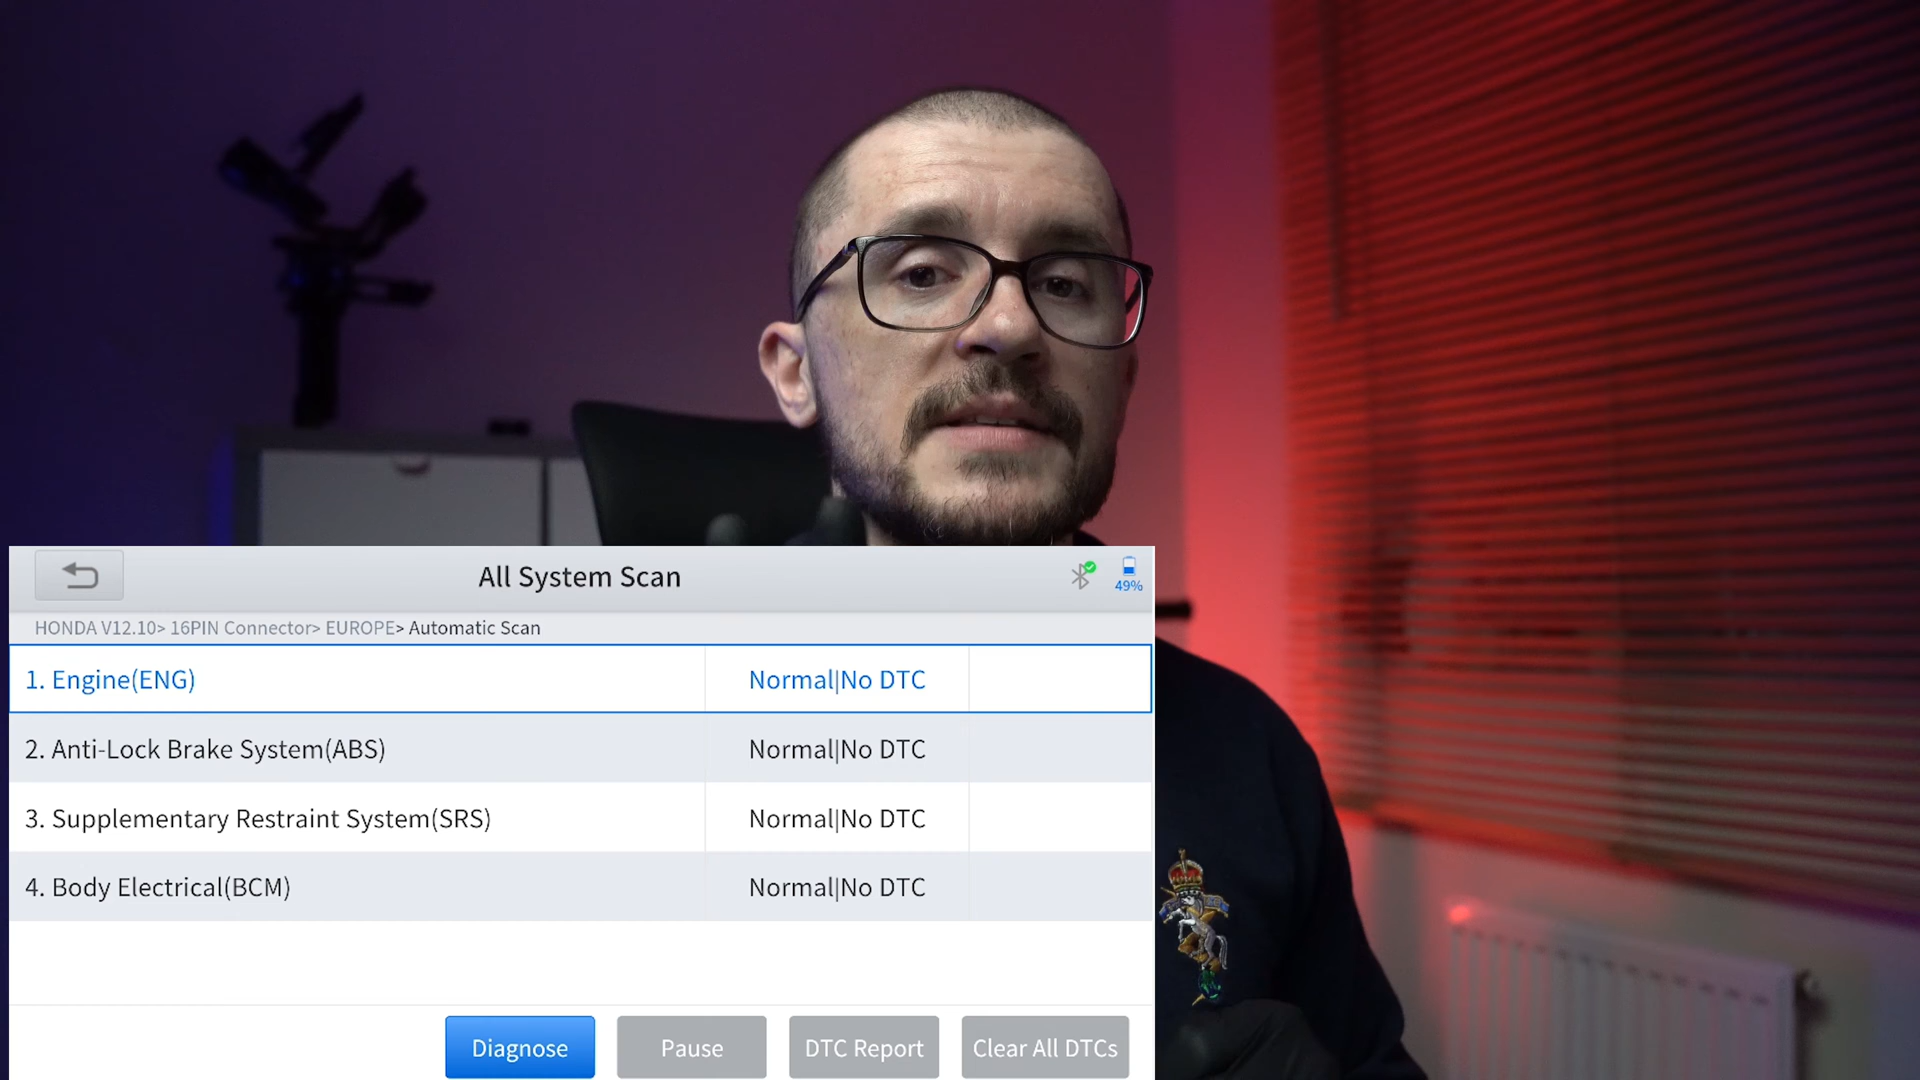 All System Scan
49%
HONDA V12.10> 16PIN Connector> EUROPE> Automatic Scan
1. Engine(ENG) Normal|No DTC
2. Anti-Lock Brake System(ABS) Normal|No DTC
3. Supplementary Restraint System(SRS) Normal|No DTC
4. Body Electrical(BCM) Normal|No DTC
Diagnose Pause DTC Report Clear All DTCs